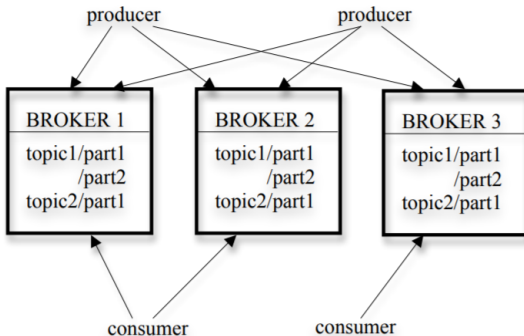 producer
producer
BROKER 1
topic1/part1
/part2
topic2/part1
BROKER 2
topic1/part1
/part2
topic2/part1
BROKER 3
topic1/part1
/part2
topic2/part1
consumer
consumer